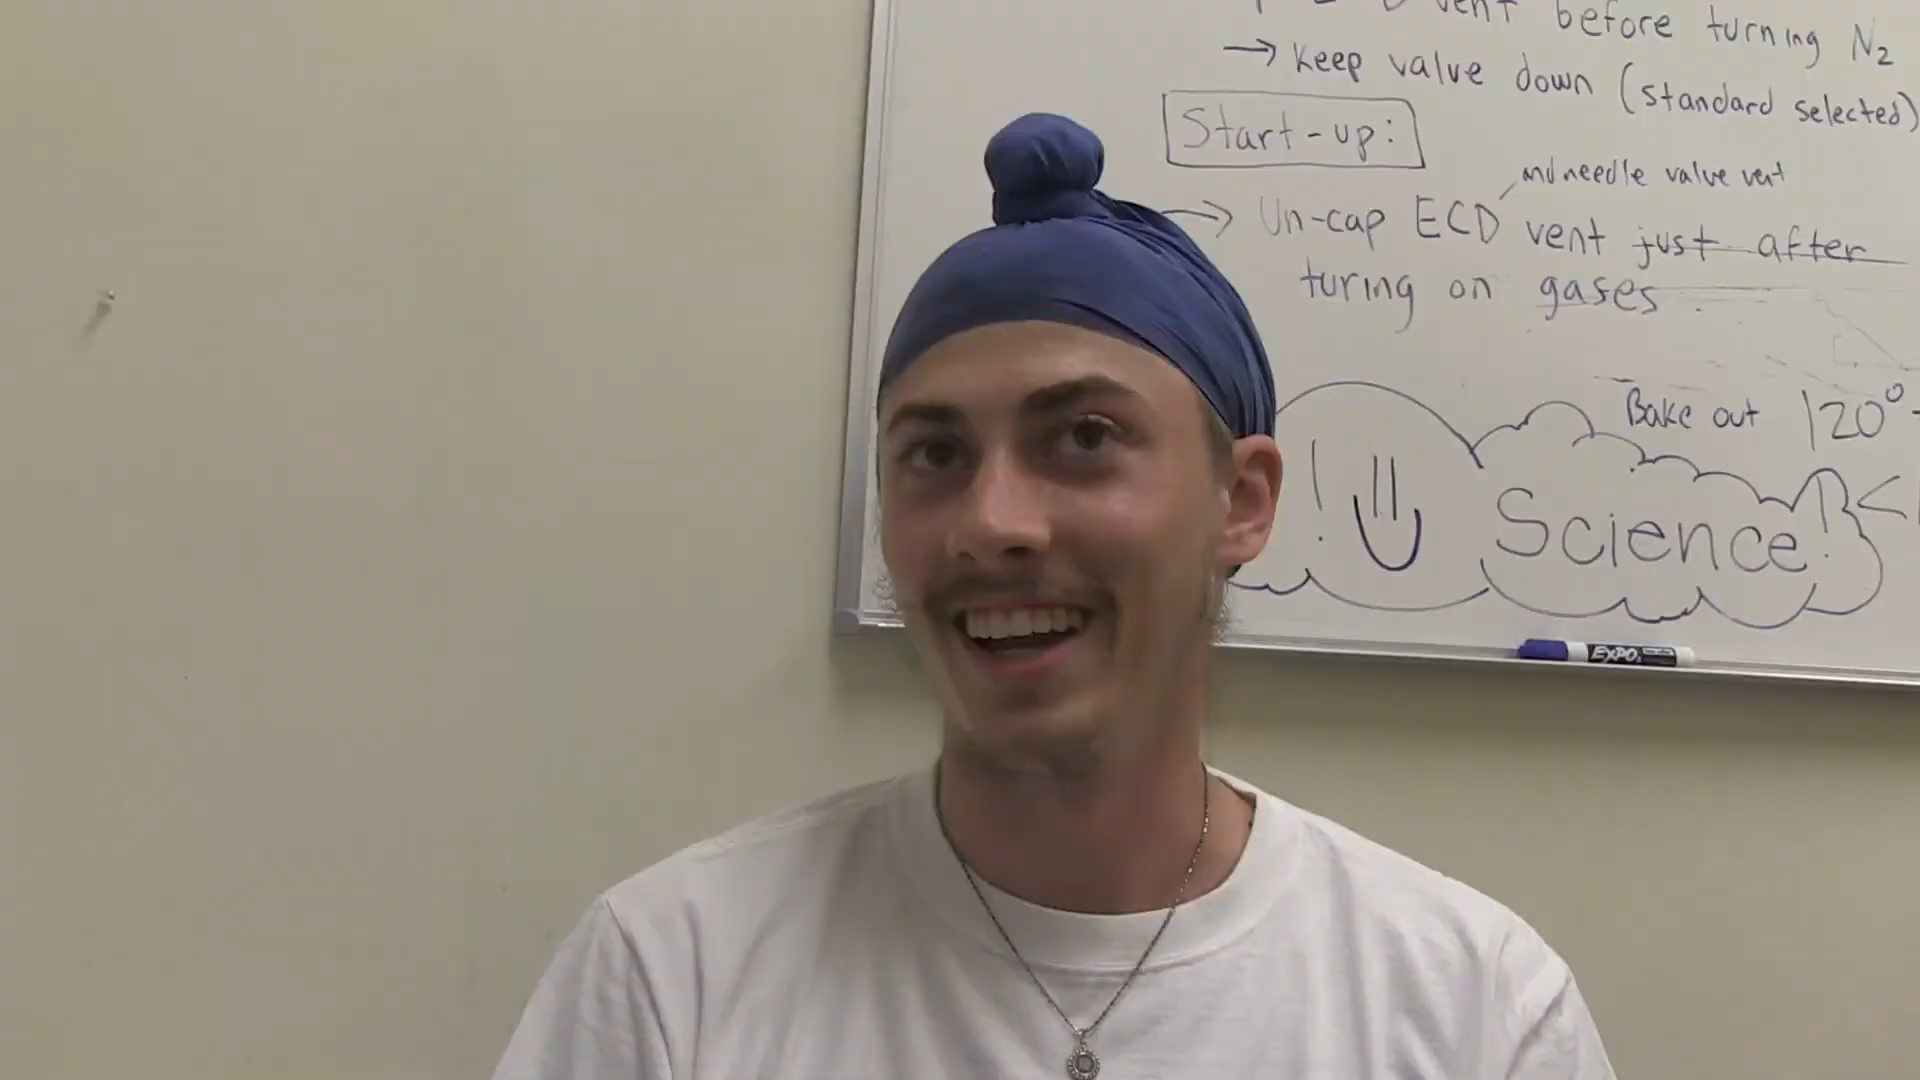 vent before turning N2
→ Keep valve down (standard selected)
Start-up:
and needle valve vent
→ Un-cap ECD vent just after
turing on gases
Bake out 120°
! Science!
EXPO